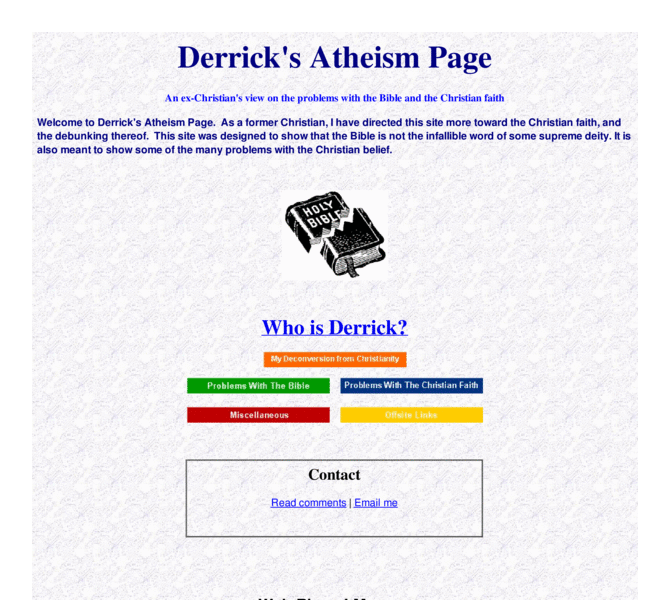 Derrick's Atheism Page
An ex-Christian's view on the problems with the Bible and the Christian faith
Welcome to Derrick's Atheism Page.  As a former Christian, I have directed this site more toward the Christian faith, and
the debunking thereof.  This site was designed to show that the Bible is not the infallible word of some supreme deity. It is
also meant to show some of the many problems with the Christian belief.
HOLY
BIBLE
Who is Derrick?
My Deconversion from Christianity
Problems With The Bible
Problems With The Christian Faith
Miscellaneous
Offsite Links
Contact
Read comments | Email me